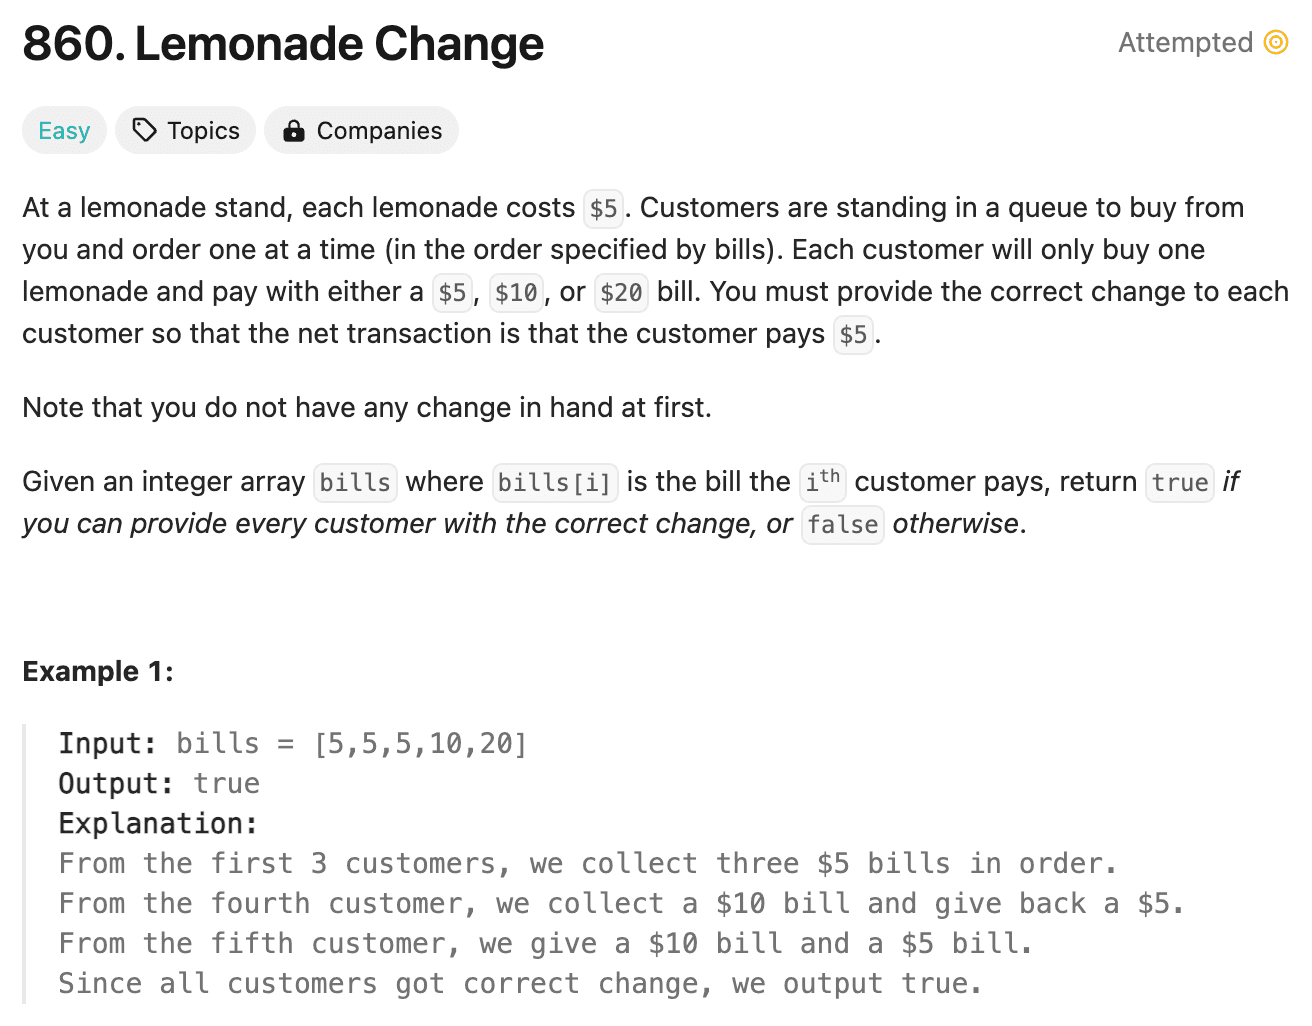 860. Lemonade Change
Attempted
Easy
Topics
Companies
At a lemonade stand, each lemonade costs $5. Customers are standing in a queue to buy from
you and order one at a time (in the order specified by bills). Each customer will only buy one
lemonade and pay with either a $5, $10, or $20 bill. You must provide the correct change to each
customer so that the net transaction is that the customer pays $5.
Note that you do not have any change in hand at first.
Given an integer array bills where bills[i] is the bill the ith customer pays, return true if
you can provide every customer with the correct change, or false otherwise.
Example 1:
Input: bills = [5,5,5,10,20]
Output: true
Explanation:
From the first 3 customers, we collect three $5 bills in order.
From the fourth customer, we collect a $10 bill and give back a $5.
From the fifth customer, we give a $10 bill and a $5 bill.
Since all customers got correct change, we output true.